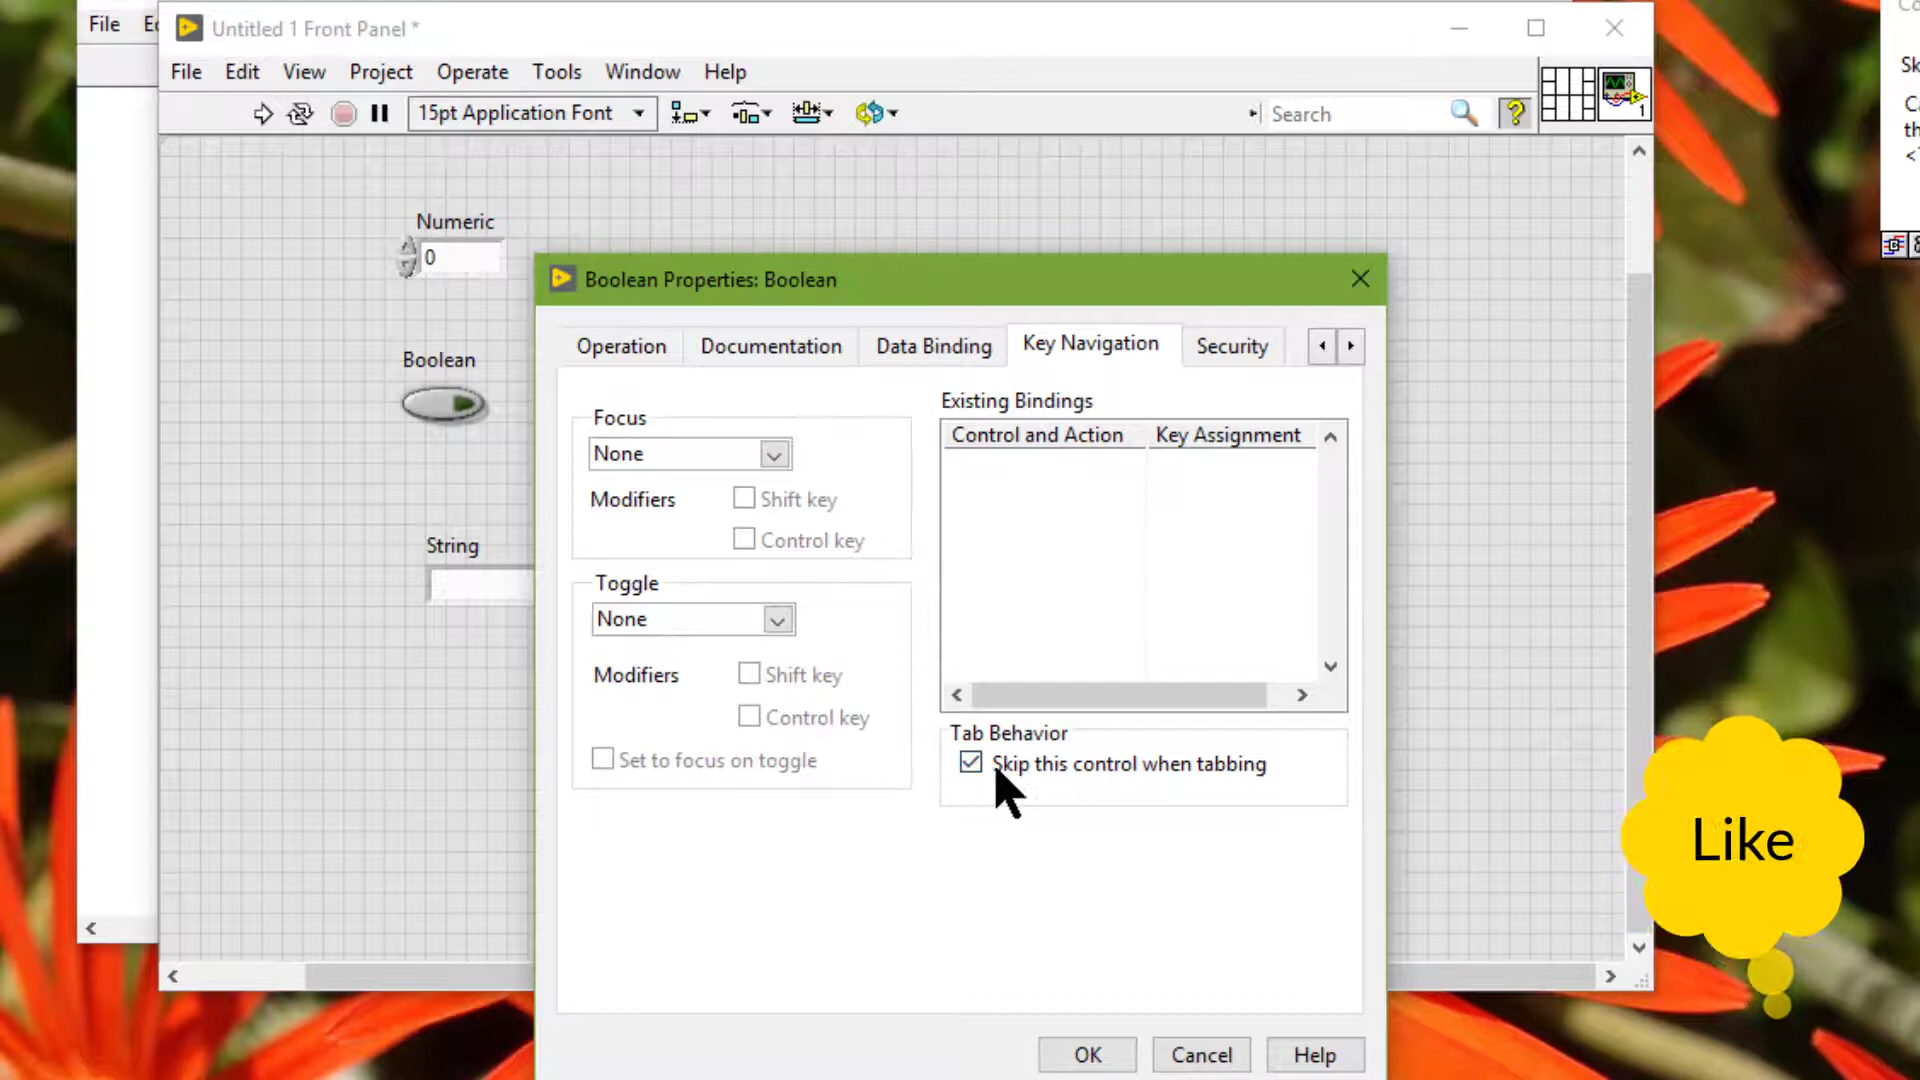 File
Untitled 1 Front Panel *
File Edit View Project Operate Tools Window Help
15pt Application Font
Search
?
1
Numeric
0
Boolean
String
Boolean Properties: Boolean
Operation
Documentation
Data Binding
Key Navigation
Security
Focus
None
Modifiers
Shift key
Control key
Toggle
None
Modifiers
Shift key
Control key
Set to focus on toggle
Existing Bindings
Control and Action
Key Assignment
Tab Behavior
Skip this control when tabbing
OK
Cancel
Help
Like